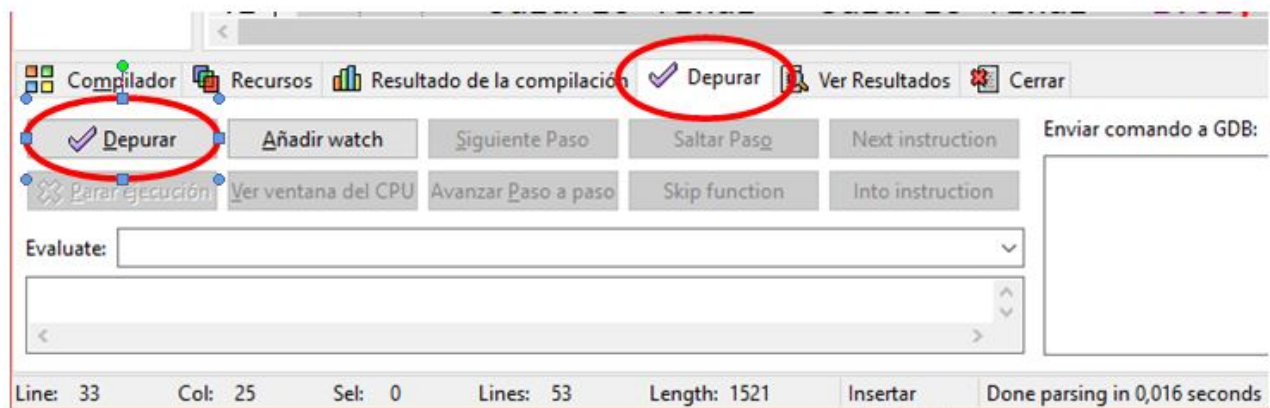 Compilador Recursos Resultado de la compilación Depurar Ver Resultados Cerrar
Depurar Añadir watch Siguiente Paso Saltar Paso Next instruction Enviar comando a GDB:
Parar ejecución Ver ventana del CPU Avanzar Paso a paso Skip function Into instruction
Evaluate:
Line: 33 Col: 25 Sel: 0 Lines: 53 Length: 1521 Insertar Done parsing in 0,016 seconds